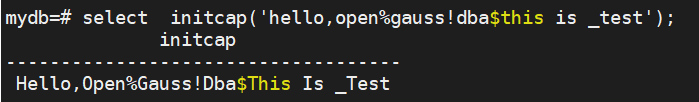 mydb=# select  initcap('hello,open%gauss!dba$this is _test');
              initcap
------------------------------------
 Hello,Open%Gauss!Dba$This Is _Test